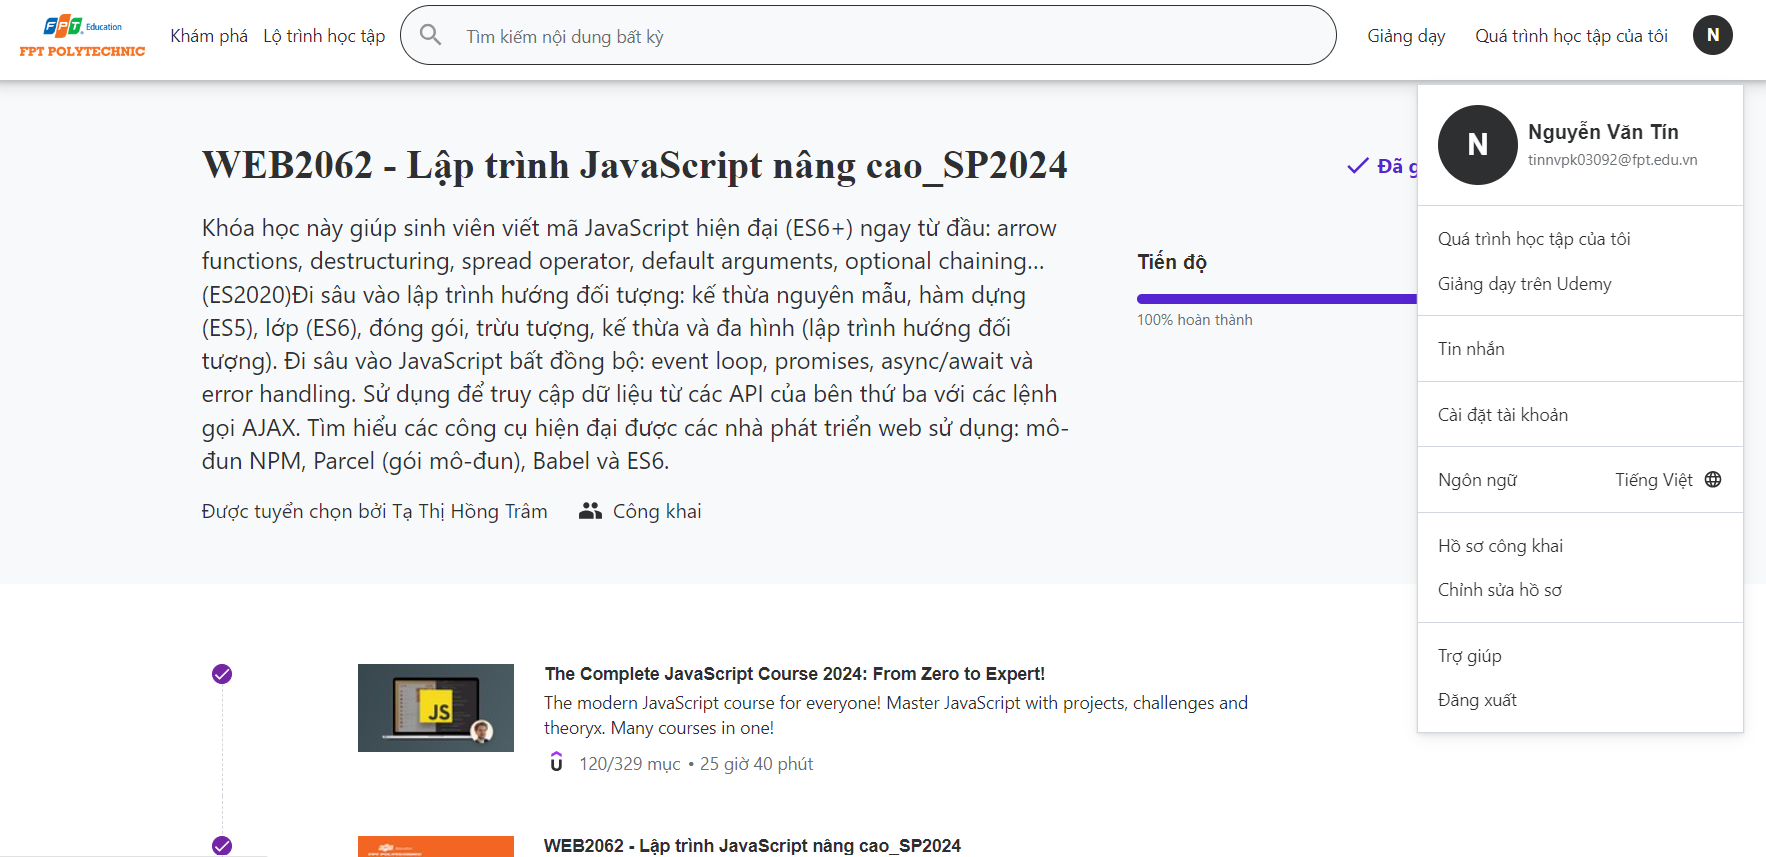 FPT Education
FPT POLYTECHNIC
Khám phá
Lộ trình học tập
Tìm kiếm nội dung bất kỳ
Giảng dạy
Quá trình học tập của tôi
N
WEB2062 - Lập trình JavaScript nâng cao_SP2024
Khóa học này giúp sinh viên viết mã JavaScript hiện đại (ES6+) ngay từ đầu: arrow
functions, destructuring, spread operator, default arguments, optional chaining...
(ES2020)Đi sâu vào lập trình hướng đối tượng: kế thừa nguyên mẫu, hàm dựng
(ES5), lớp (ES6), đóng gói, trừu tượng, kế thừa và đa hình (lập trình hướng đối
tượng). Đi sâu vào JavaScript bất đồng bộ: event loop, promises, async/await và
error handling. Sử dụng để truy cập dữ liệu từ các API của bên thứ ba với các lệnh
gọi AJAX. Tìm hiểu các công cụ hiện đại được các nhà phát triển web sử dụng: mô-
đun NPM, Parcel (gói mô-đun), Babel và ES6.
Được tuyển chọn bởi Tạ Thị Hồng Trâm
Công khai
Đã
Tiến độ
100% hoàn thành
N
Nguyễn Văn Tín
tinnvpk03092@fpt.edu.vn
Quá trình học tập của tôi
Giảng dạy trên Udemy
Tin nhắn
Cài đặt tài khoản
Ngôn ngữ
Tiếng Việt
Hồ sơ công khai
Chỉnh sửa hồ sơ
Trợ giúp
Đăng xuất
JS
The Complete JavaScript Course 2024: From Zero to Expert!
The modern JavaScript course for everyone! Master JavaScript with projects, challenges and
theoryx. Many courses in one!
120/329 mục • 25 giờ 40 phút
WEB2062 - Lập trình JavaScript nâng cao_SP2024